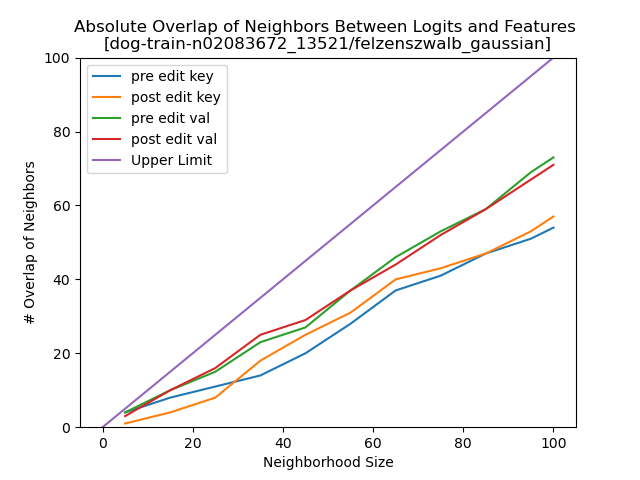 Absolute Overlap of Neighbors Between Logits and Features
[dog-train-n02083672_13521/felzenszwalb_gaussian]
pre edit key
post edit key
pre edit val
post edit val
Upper Limit
# Overlap of Neighbors
100
80
60
40
20
0
0 20 40 60 80 100
Neighborhood Size